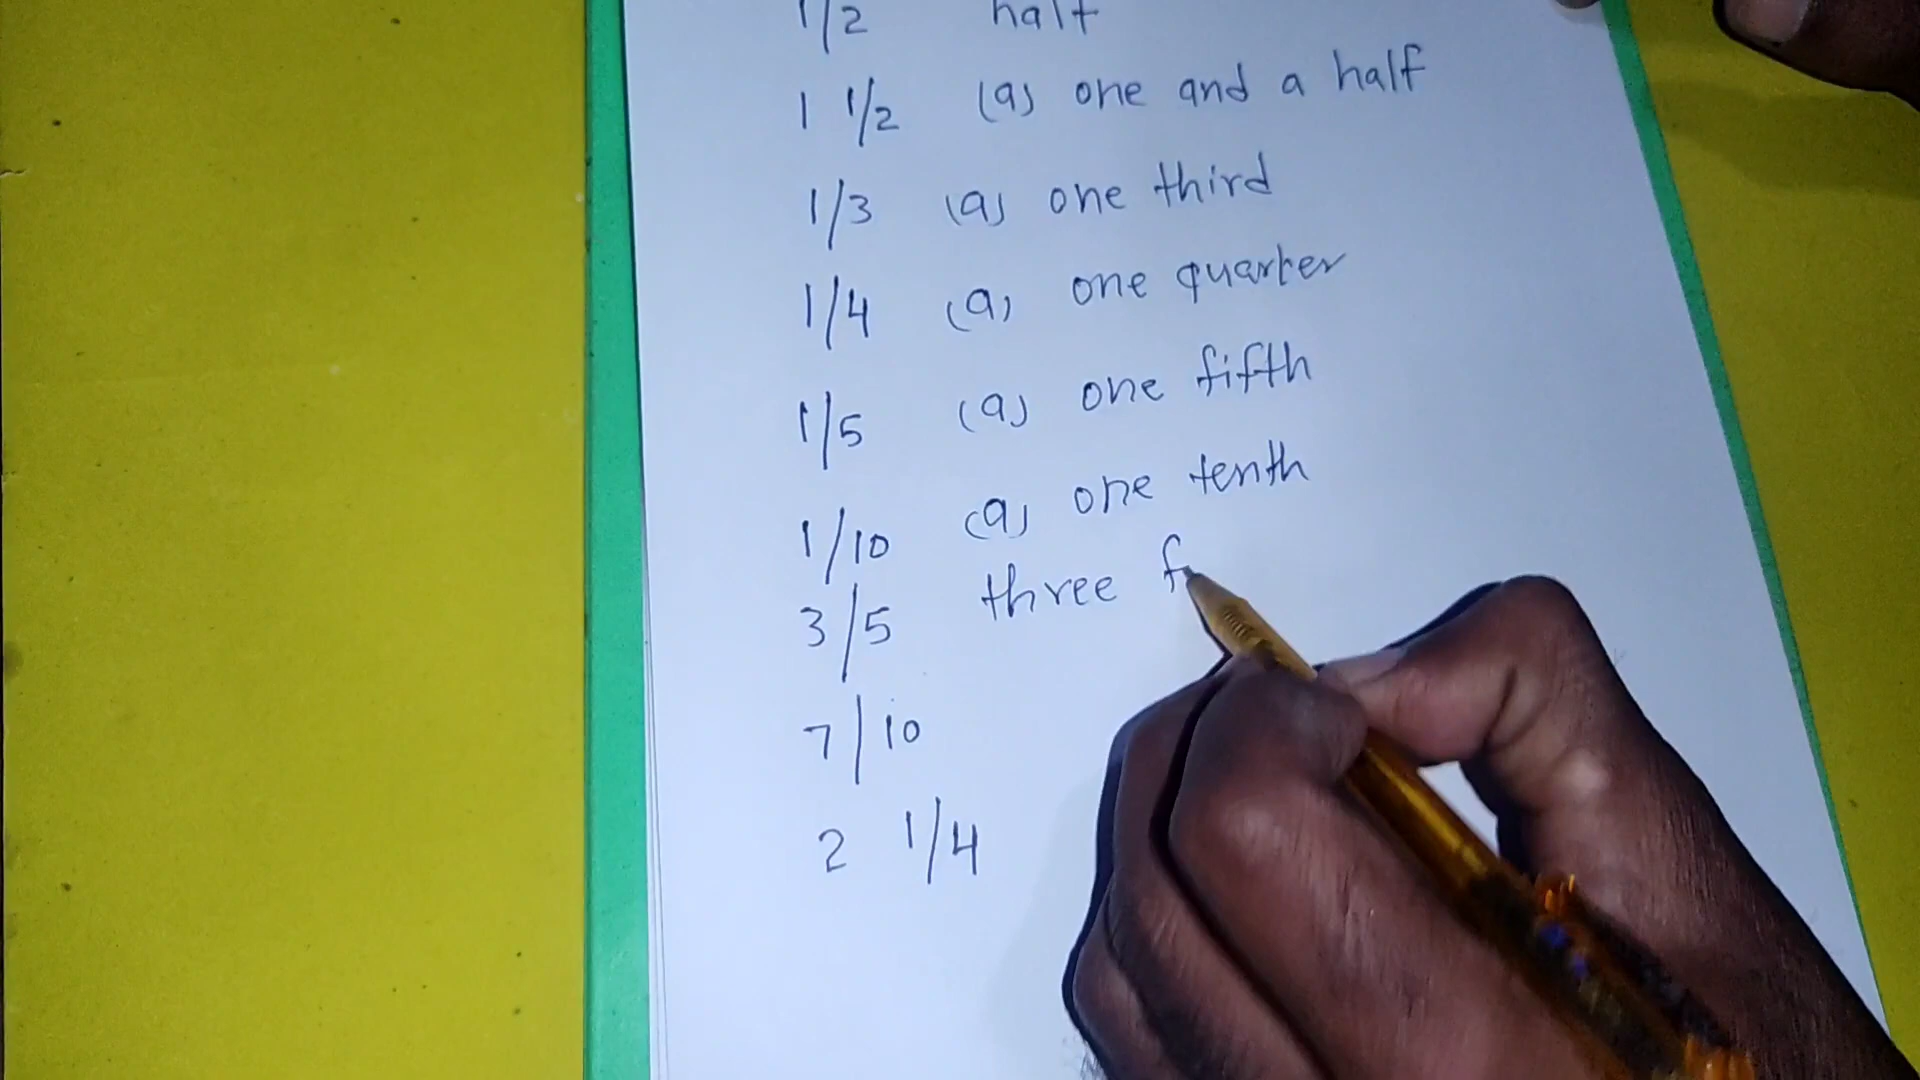 1/2 half
1 1/2 (a) one and a half
1/3 (a) one third
1/4 (a) one quarter
1/5 (a) one fifth
1/10 (a) one tenth
3/5 three f
7/10
2 1/4